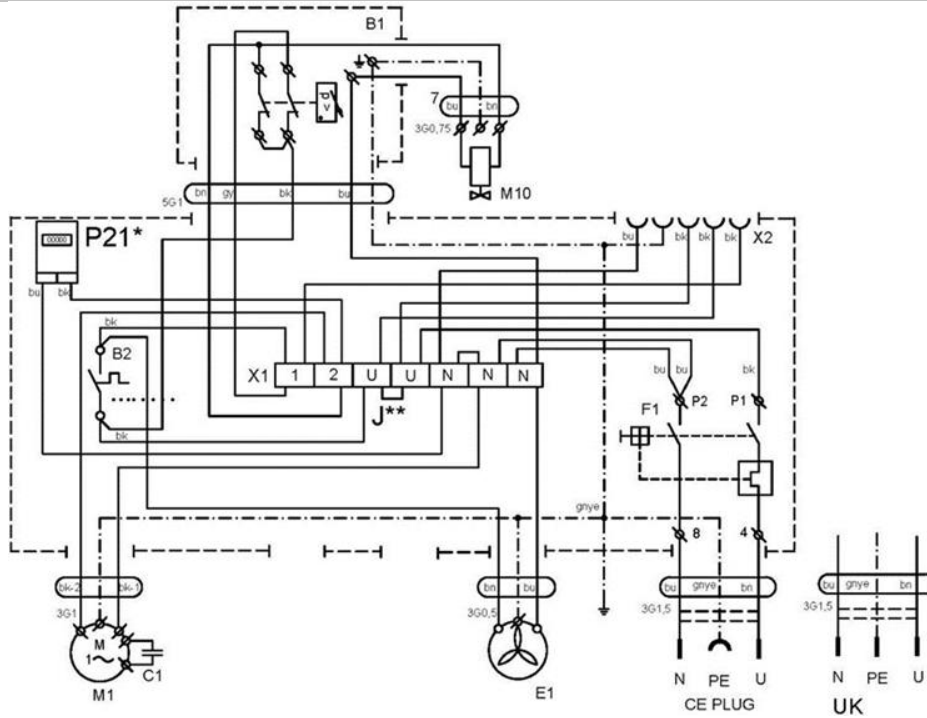 B1
7
bu
bn
3G0,75
M10
bn
gy
bk
bu
5G1
00000
P21*
bu
bk
bk
bk
X2
bu
bk
bk
B2
bk
X1
1
2
U
U
N
N
N
J**
bk
bu
bu
bk
F1
P2
P1
gnye
8
4
bk-2
bk-1
3G1
M
1~
M1
C1
bn
bu
3G0,5
E1
bu
gnye
bn
3G1,5
N
PE
U
CE PLUG
bu
gnye
bn
3G1,5
N
PE
U
UK